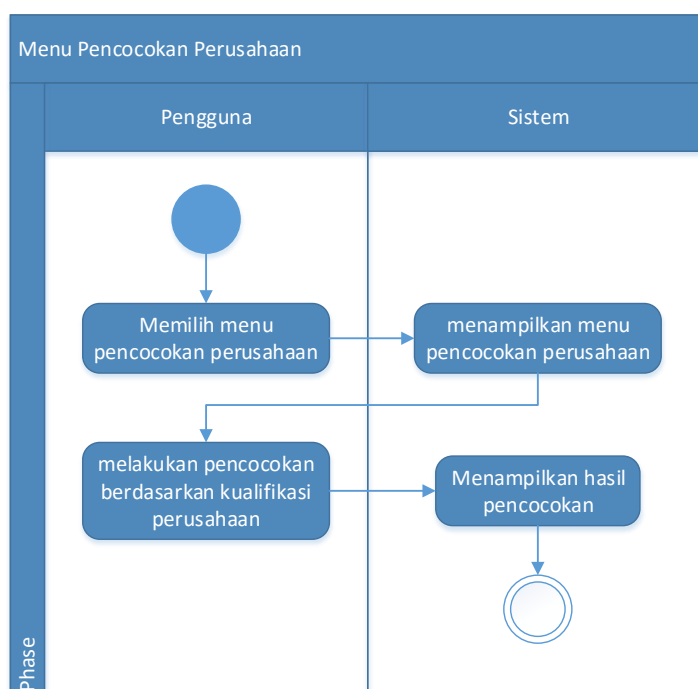 Menu Pencocokan Perusahaan
Pengguna
Sistem
Memilih menu
pencocokan perusahaan
menampilkan menu
pencocokan perusahaan
melakukan pencocokan
berdasarkan kualifikasi
perusahaan
Menampilkan hasil
pencocokan
Phase